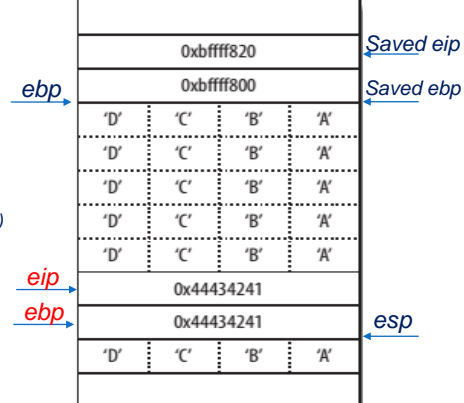 0xbffff820 Saved eip
ebp 0xbffff800 Saved ebp
'D' 'C' 'B' 'A'
'D' 'C' 'B' 'A'
'D' 'C' 'B' 'A'
'D' 'C' 'B' 'A'
)
'D' 'C' 'B' 'A'
eip 0x44434241
ebp 0x44434241 esp
'D' 'C' 'B' 'A'